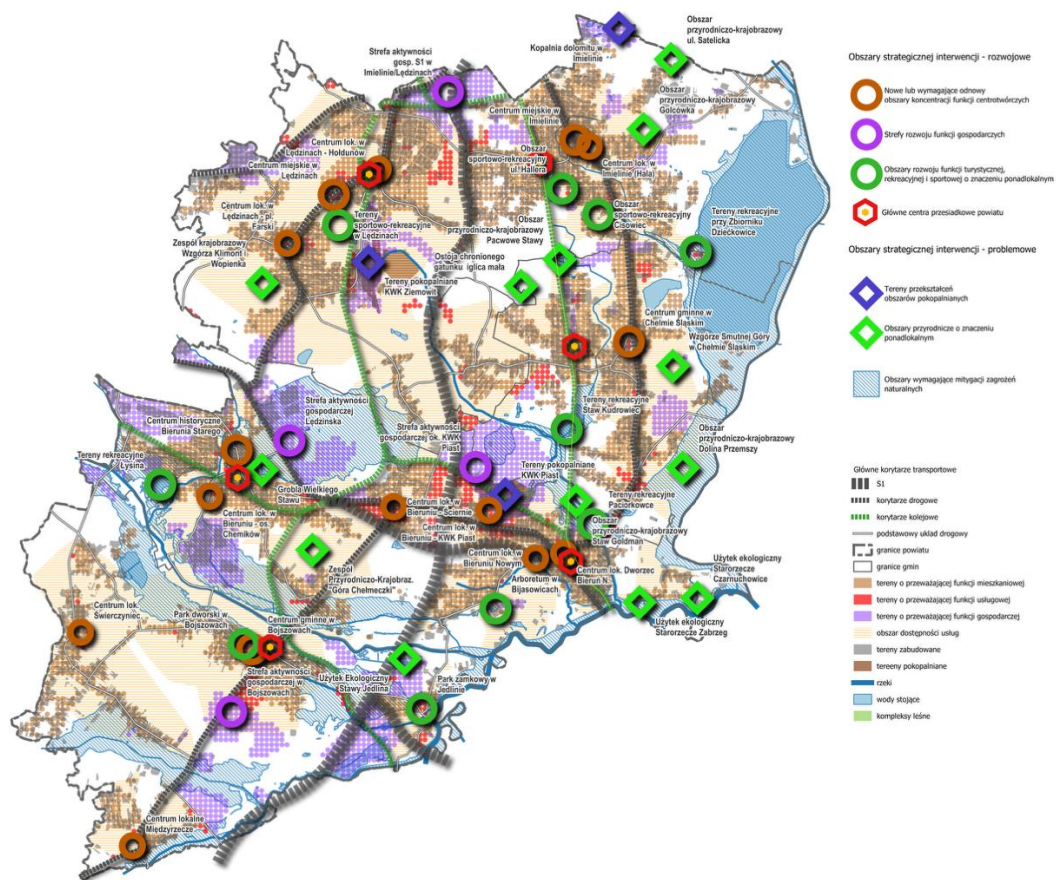 Obszar
przyrodniczo-krajobrazowy
ul. Satelicka
Kopalnia dolomitu w
Imielinie
Strefa aktywności
gosp. S1 w
Imielinie/Lędzinach
Obszar
przyrodniczo-krajobrazowy
Golcówka
Centrum miejskie w
Imielinie
Centrum lok. w
Lędzinach - Hołdunów
Centrum miejskie w
Lędzinach
Obszar
sportowo-rekreacyjny
ul. Hallera
Centrum lok. w
Imielinie (Hala)
Centrum lok. w
Lędzinach - pl.
Farski
Tereny
sportowo-rekreacyjne
w Lędzinach
Obszar
przyrodniczo-krajobrazowy
Pacwowe Stawy
Obszar
sportowo-rekreacyjny
Cisowiec
Tereny rekreacyjne
przy Zbiorniku
Dziećkowice
Zespół krajobrazowy
Wzgórza Klimont
Wopienka
Ostoja chronionego
gatunku iglica mała
Tereny pokopalniane
KWK Ziemowit
Centrum gminne w
Chełmie Śląskim
Wzgórze Smutnej Góry
w Chełmie Śląskim
Strefa aktywności
gospodarczej
Lędzińska
Tereny rekreacyjne
Staw Kudrowiec
Centrum historyczne
Bierunia Starego
Strefa aktywności
gospodarczej ok. KWK
Piast
Obszar
przyrodniczo-krajobrazowy
Dolina Przemszy
Tereny rekreacyjne
Łysina
Tereny pokopalniane
KWK Piast
Grobla Wielkiego
Stawu
Centrum lok. w
Bieruniu - os.
Chemików
Centrum lok. w
Bieruniu - Ściernie
Tereny rekreacyjne
Paciorkowce
Centrum lok. w
Bieruniu - KWK Piast
Obszar
przyrodniczo-krajobrazowy
Staw Goldman
Centrum lok. w
Bieruniu Nowym
Centrum lok. Dworzec
Bieruń N.
Arboretum w
Bijasowicach
Użytek ekologiczny
Starorzecze
Czarnuchowice
Zespół
Przyrodniczo-Krajobraz.
"Góra Chełmeczki"
Centrum lok.
Świerczyniec
Park dworski w
Bojszowach
Centrum gminne w
Bojszowach
Użytek ekologiczny
Starorzecze Zabrzeg
Strefa aktywności
gospodarczej w
Bojszowach
Użytek Ekologiczny
Stawy Jedlina
Park zamkowy w
Jedlinie
Centrum lokalne
Międzyrzecze
Obszary strategicznej interwencji - rozwojowe
Nowe lub wymagające odnowy
obszary koncentracji funkcji centrotwórczych
Strefy rozwoju funkcji gospodarczych
Obszary rozwoju funkcji turystycznej,
rekreacyjnej i sportowej o znaczeniu ponadlokalnym
Główne centra przesiadkowe powiatu
Obszary strategicznej interwencji - problemowe
Tereny przekształceń
obszarów pokopalnianych
Obszary przyrodnicze o znaczeniu
ponadlokalnym
Obszary wymagające mitygacji zagrożeń
naturalnych
Główne korytarze transportowe
S1
korytarze drogowe
korytarze kolejowe
podstawowy układ drogowy
granice powiatu
granice gmin
tereny o przeważającej funkcji mieszkaniowej
tereny o przeważającej funkcji usługowej
tereny o przeważającej funkcji gospodarczej
obszar dostępności usług
tereny zabudowane
tereeny pokopalniane
rzeki
wody stojące
kompleksy leśne